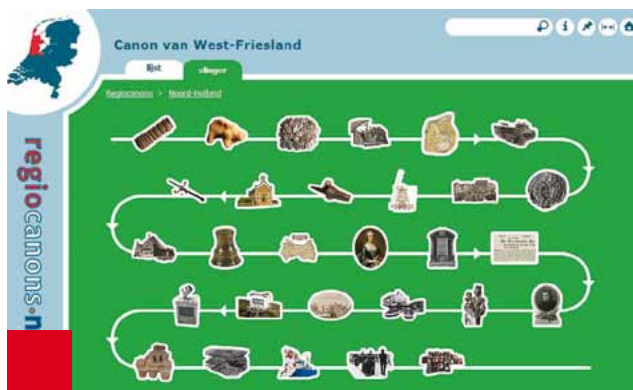 Canon van West-Friesland
lijst
slinger
Regiocanons > Noord-Holland
regiocanons.n